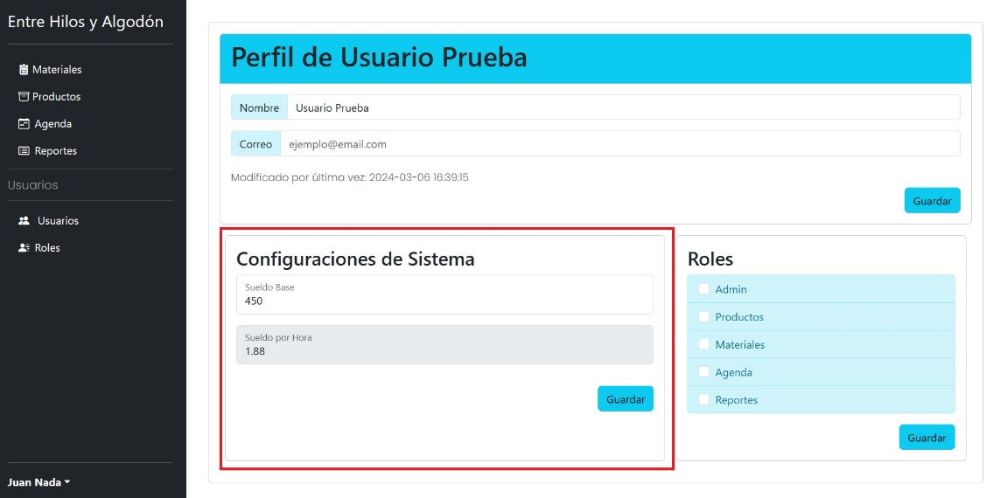 Entre Hilos y Algodón
Materiales
Productos
Agenda
Reportes
Usuarios
Usuarios
Roles
Juan Nada
Perfil de Usuario Prueba
Nombre Usuario Prueba
Correo ejemplo@email.com
Modificado por última vez: 2024-03-06 16:39:15
Guardar
Configuraciones de Sistema
Sueldo Base
450
Sueldo por Hora
1.88
Guardar
Roles
Admin
Productos
Materiales
Agenda
Reportes
Guardar